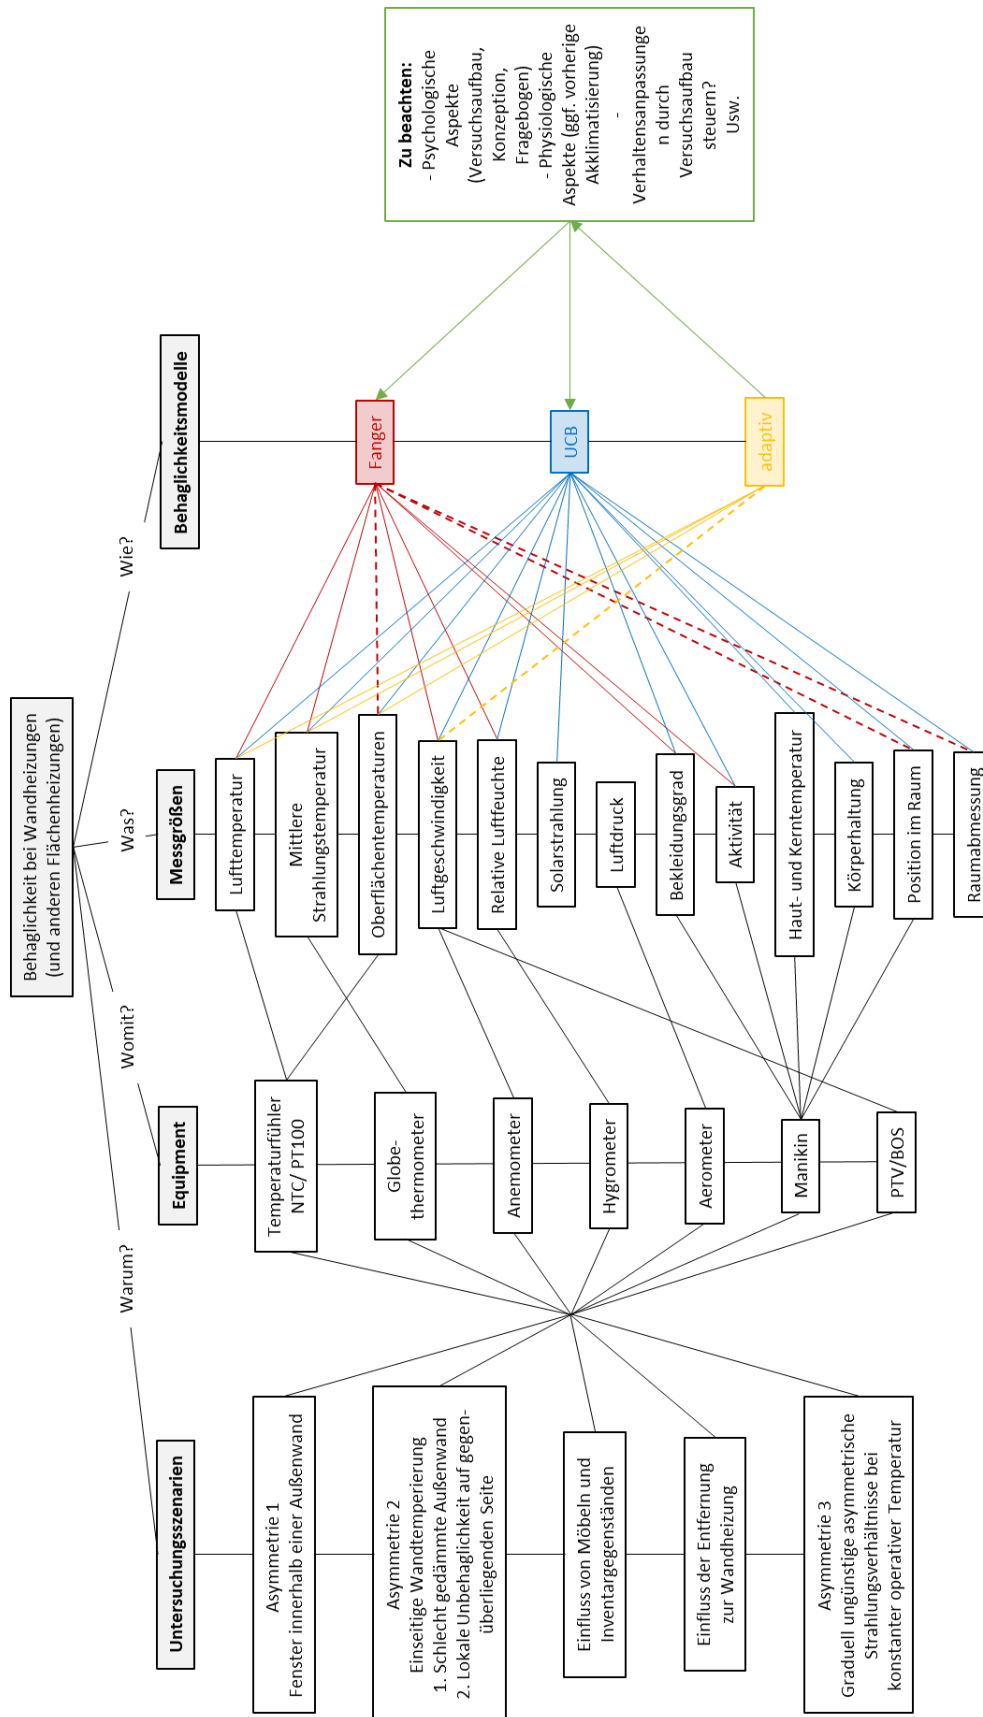 Behaglichkeit bei Wandheizungen
(und anderen Flächenheizungen)
Warum?
Womit?
Was?
Wie?
Untersuchungsszenarien
Asymmetrie 1
Fenster innerhalb einer Außenwand
Asymmetrie 2
Einseitige Wandtemperierung
1. Schlecht gedämmte Außenwand
2. Lokale Unbehaglichkeit auf gegen-
überliegenden Seite
Einfluss von Möbeln und
Inventargegenständen
Einfluss der Entfernung
zur Wandheizung
Asymmetrie 3
Graduell ungünstige asymmetrische
Strahlungsverhältnisse bei
konstanter operativer Temperatur
Equipment
Temperaturfühler
NTC/ PT100
Globe-
thermometer
Anemometer
Hygrometer
Aerometer
Manikin
PTV/BOS
Messgrößen
Lufttemperatur
Mittlere
Strahlungstemperatur
Oberflächentemperaturen
Luftgeschwindigkeit
Relative Luftfeuchte
Solarstrahlung
Luftdruck
Bekleidungsgrad
Aktivität
Haut- und Kerntemperatur
Körperhaltung
Position im Raum
Raumabmessung
Behaglichkeitsmodelle
Fanger
UCB
adaptiv
Zu beachten:
- Psychologische
Aspekte
(Versuchsaufbau,
Konzeption,
Fragebogen)
- Physiologische
Aspekte (ggf. vorherige
Akklimatisierung)
-
Verhaltensanpassunge
n durch
Versuchsaufbau
steuern?
Usw.